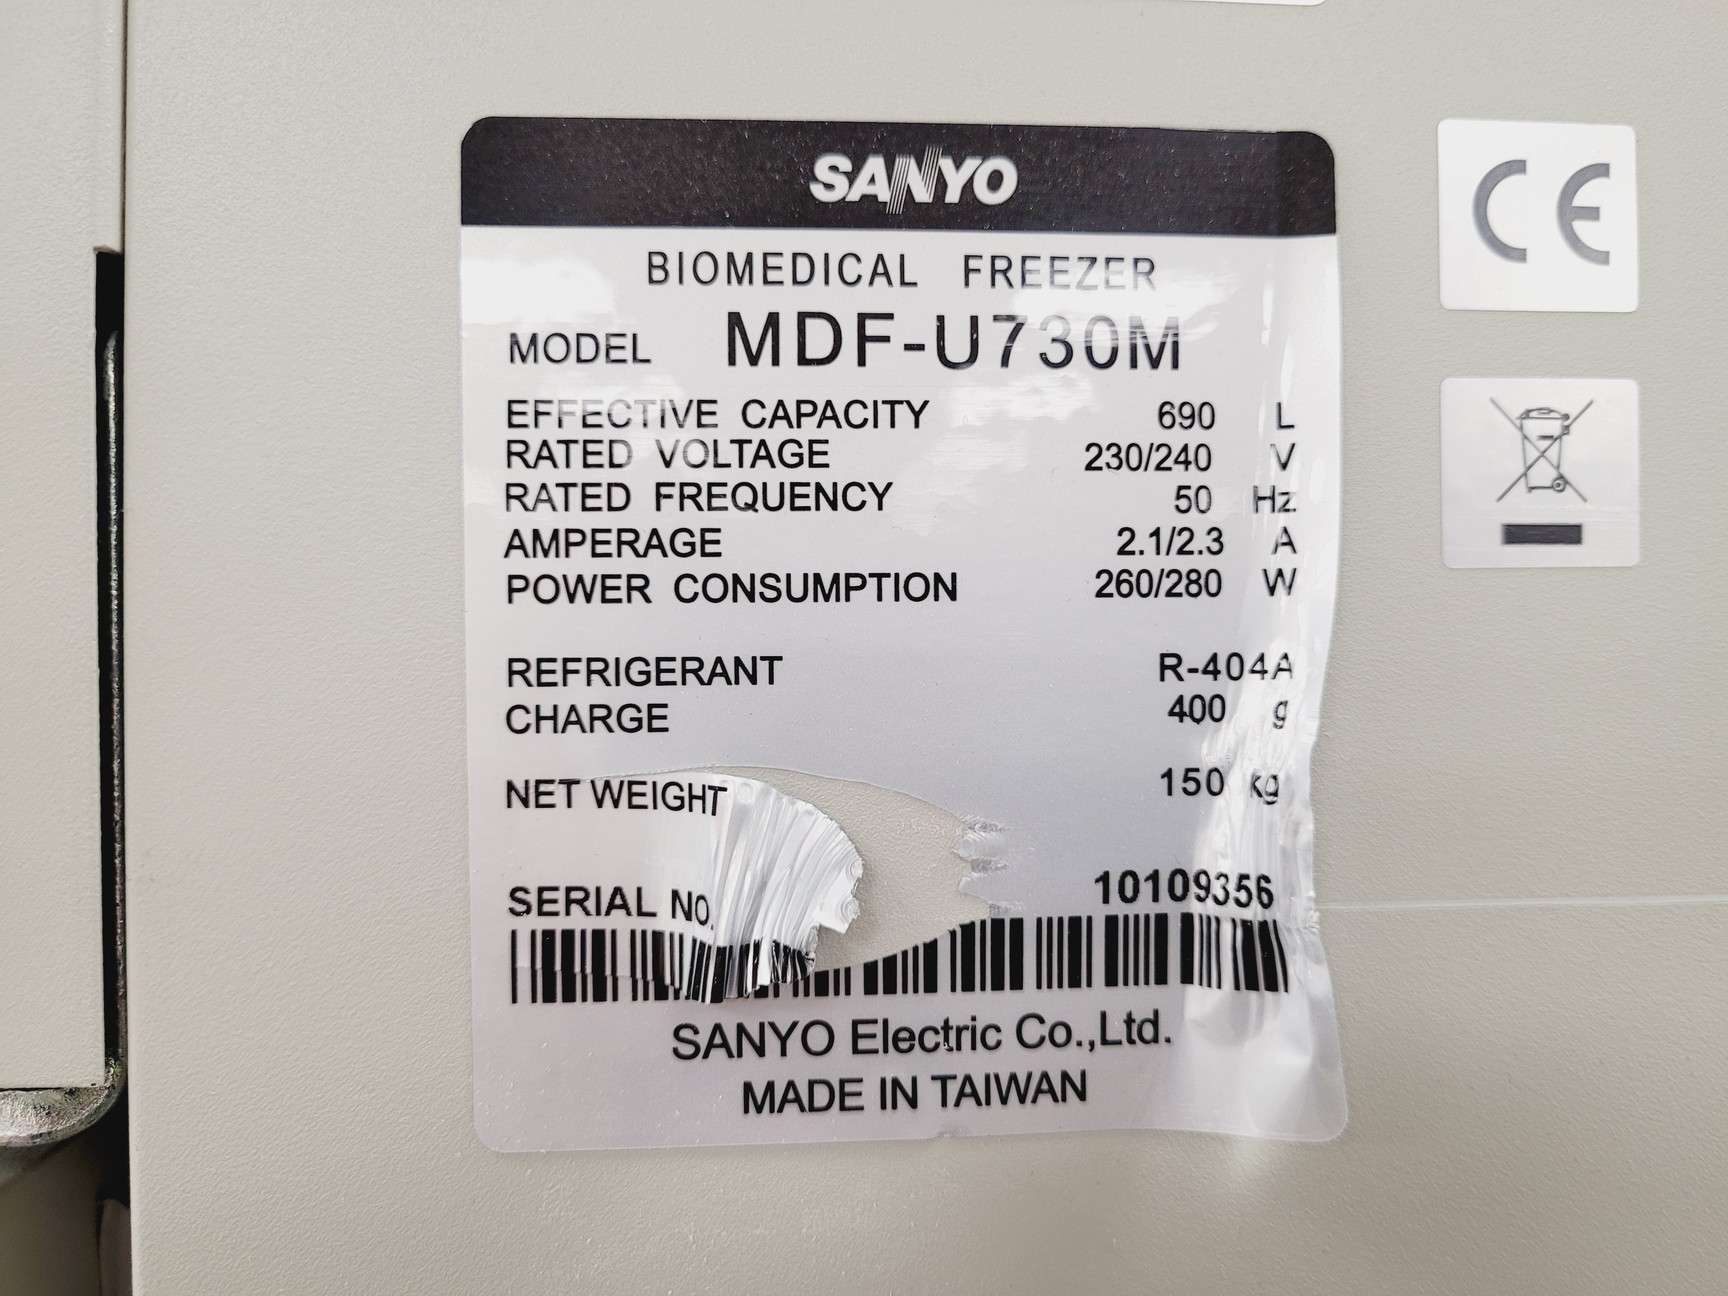 SANYO
BIOMEDICAL FREEZER
MODEL MDF-U730M
EFFECTIVE CAPACITY 690 L
RATED VOLTAGE 230/240 V
RATED FREQUENCY 50 Hz
AMPERAGE 2.1/2.3 A
POWER CONSUMPTION 260/280 W
REFRIGERANT R-404A
CHARGE 400 g
NET WEIGHT 150 kg
SERIAL NO. 10109356
SANYO Electric Co.,Ltd.
MADE IN TAIWAN
CE